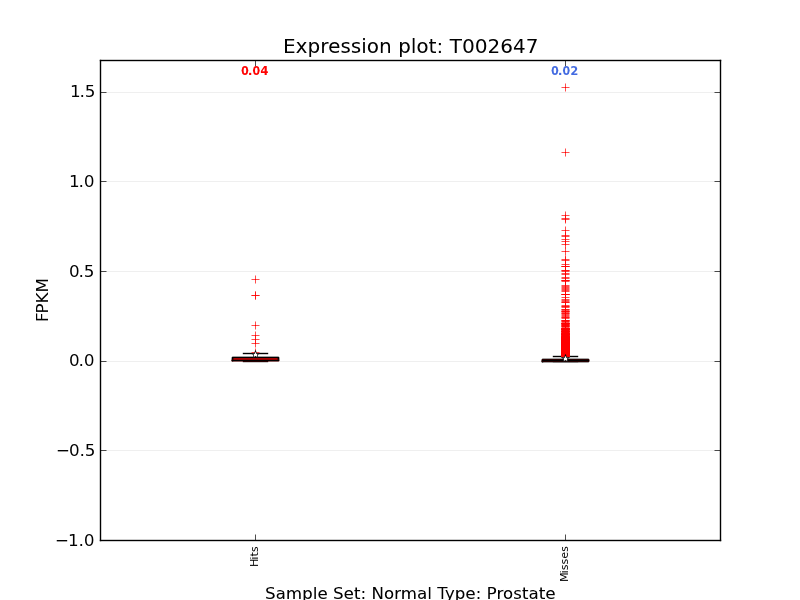 Expression plot: T002647
0.04
0.02
1.5
1.0
0.5
0.0
−0.5
−1.0
FPKM
Hits
Misses
Sample Set: Normal Type: Prostate